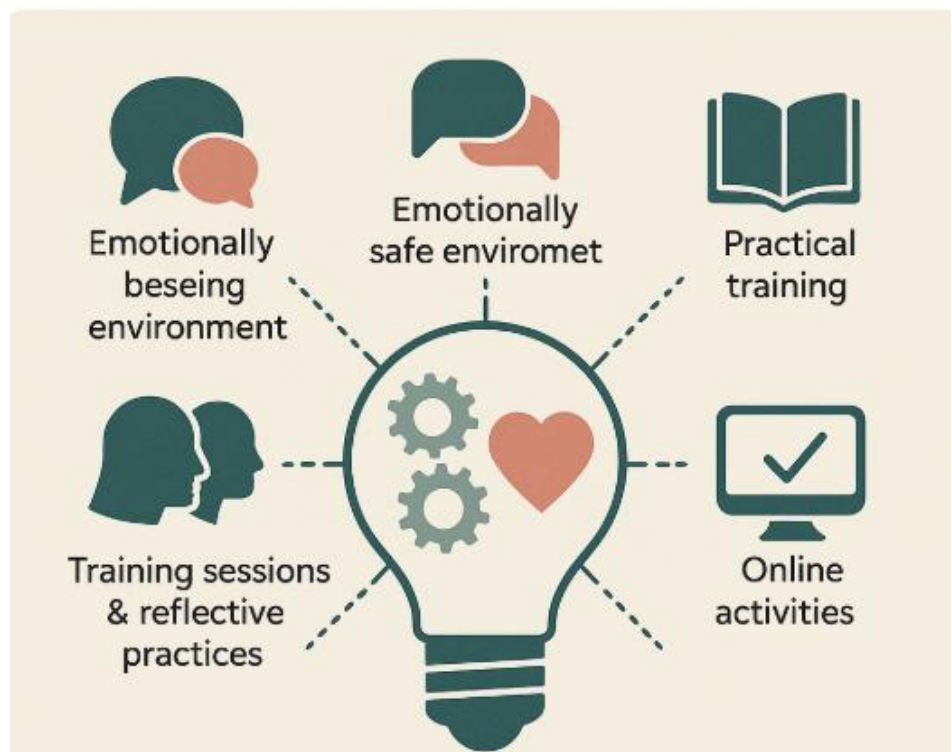 Emotionally
beseing
environment
Emotionally
safe enviromet
Practical
training
Training sessions
& reflective
practices
Online
activities